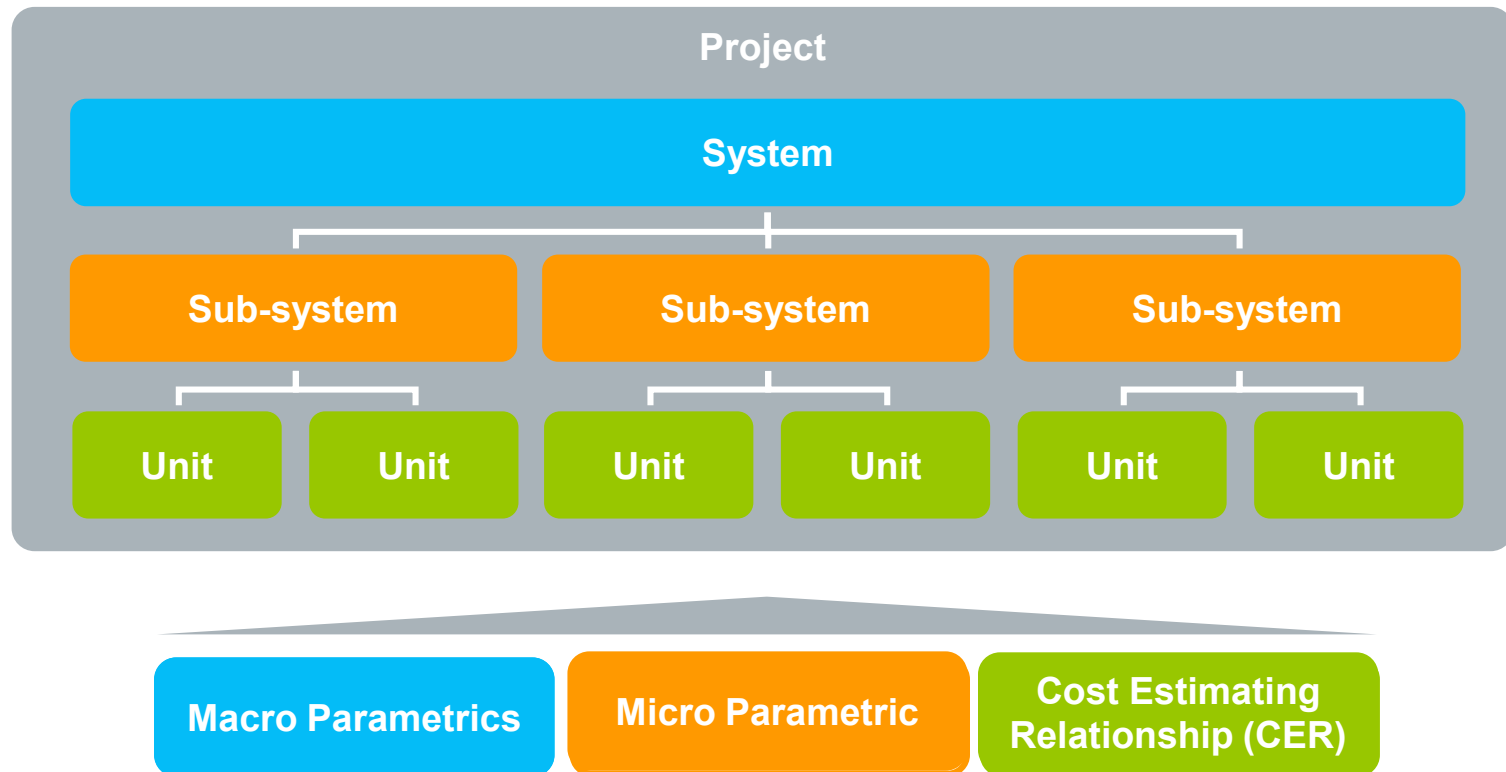 Project
System
Sub-system
Sub-system
Sub-system
Unit
Unit
Unit
Unit
Unit
Unit
Macro Parametrics
Micro Parametric
Cost Estimating
Relationship (CER)